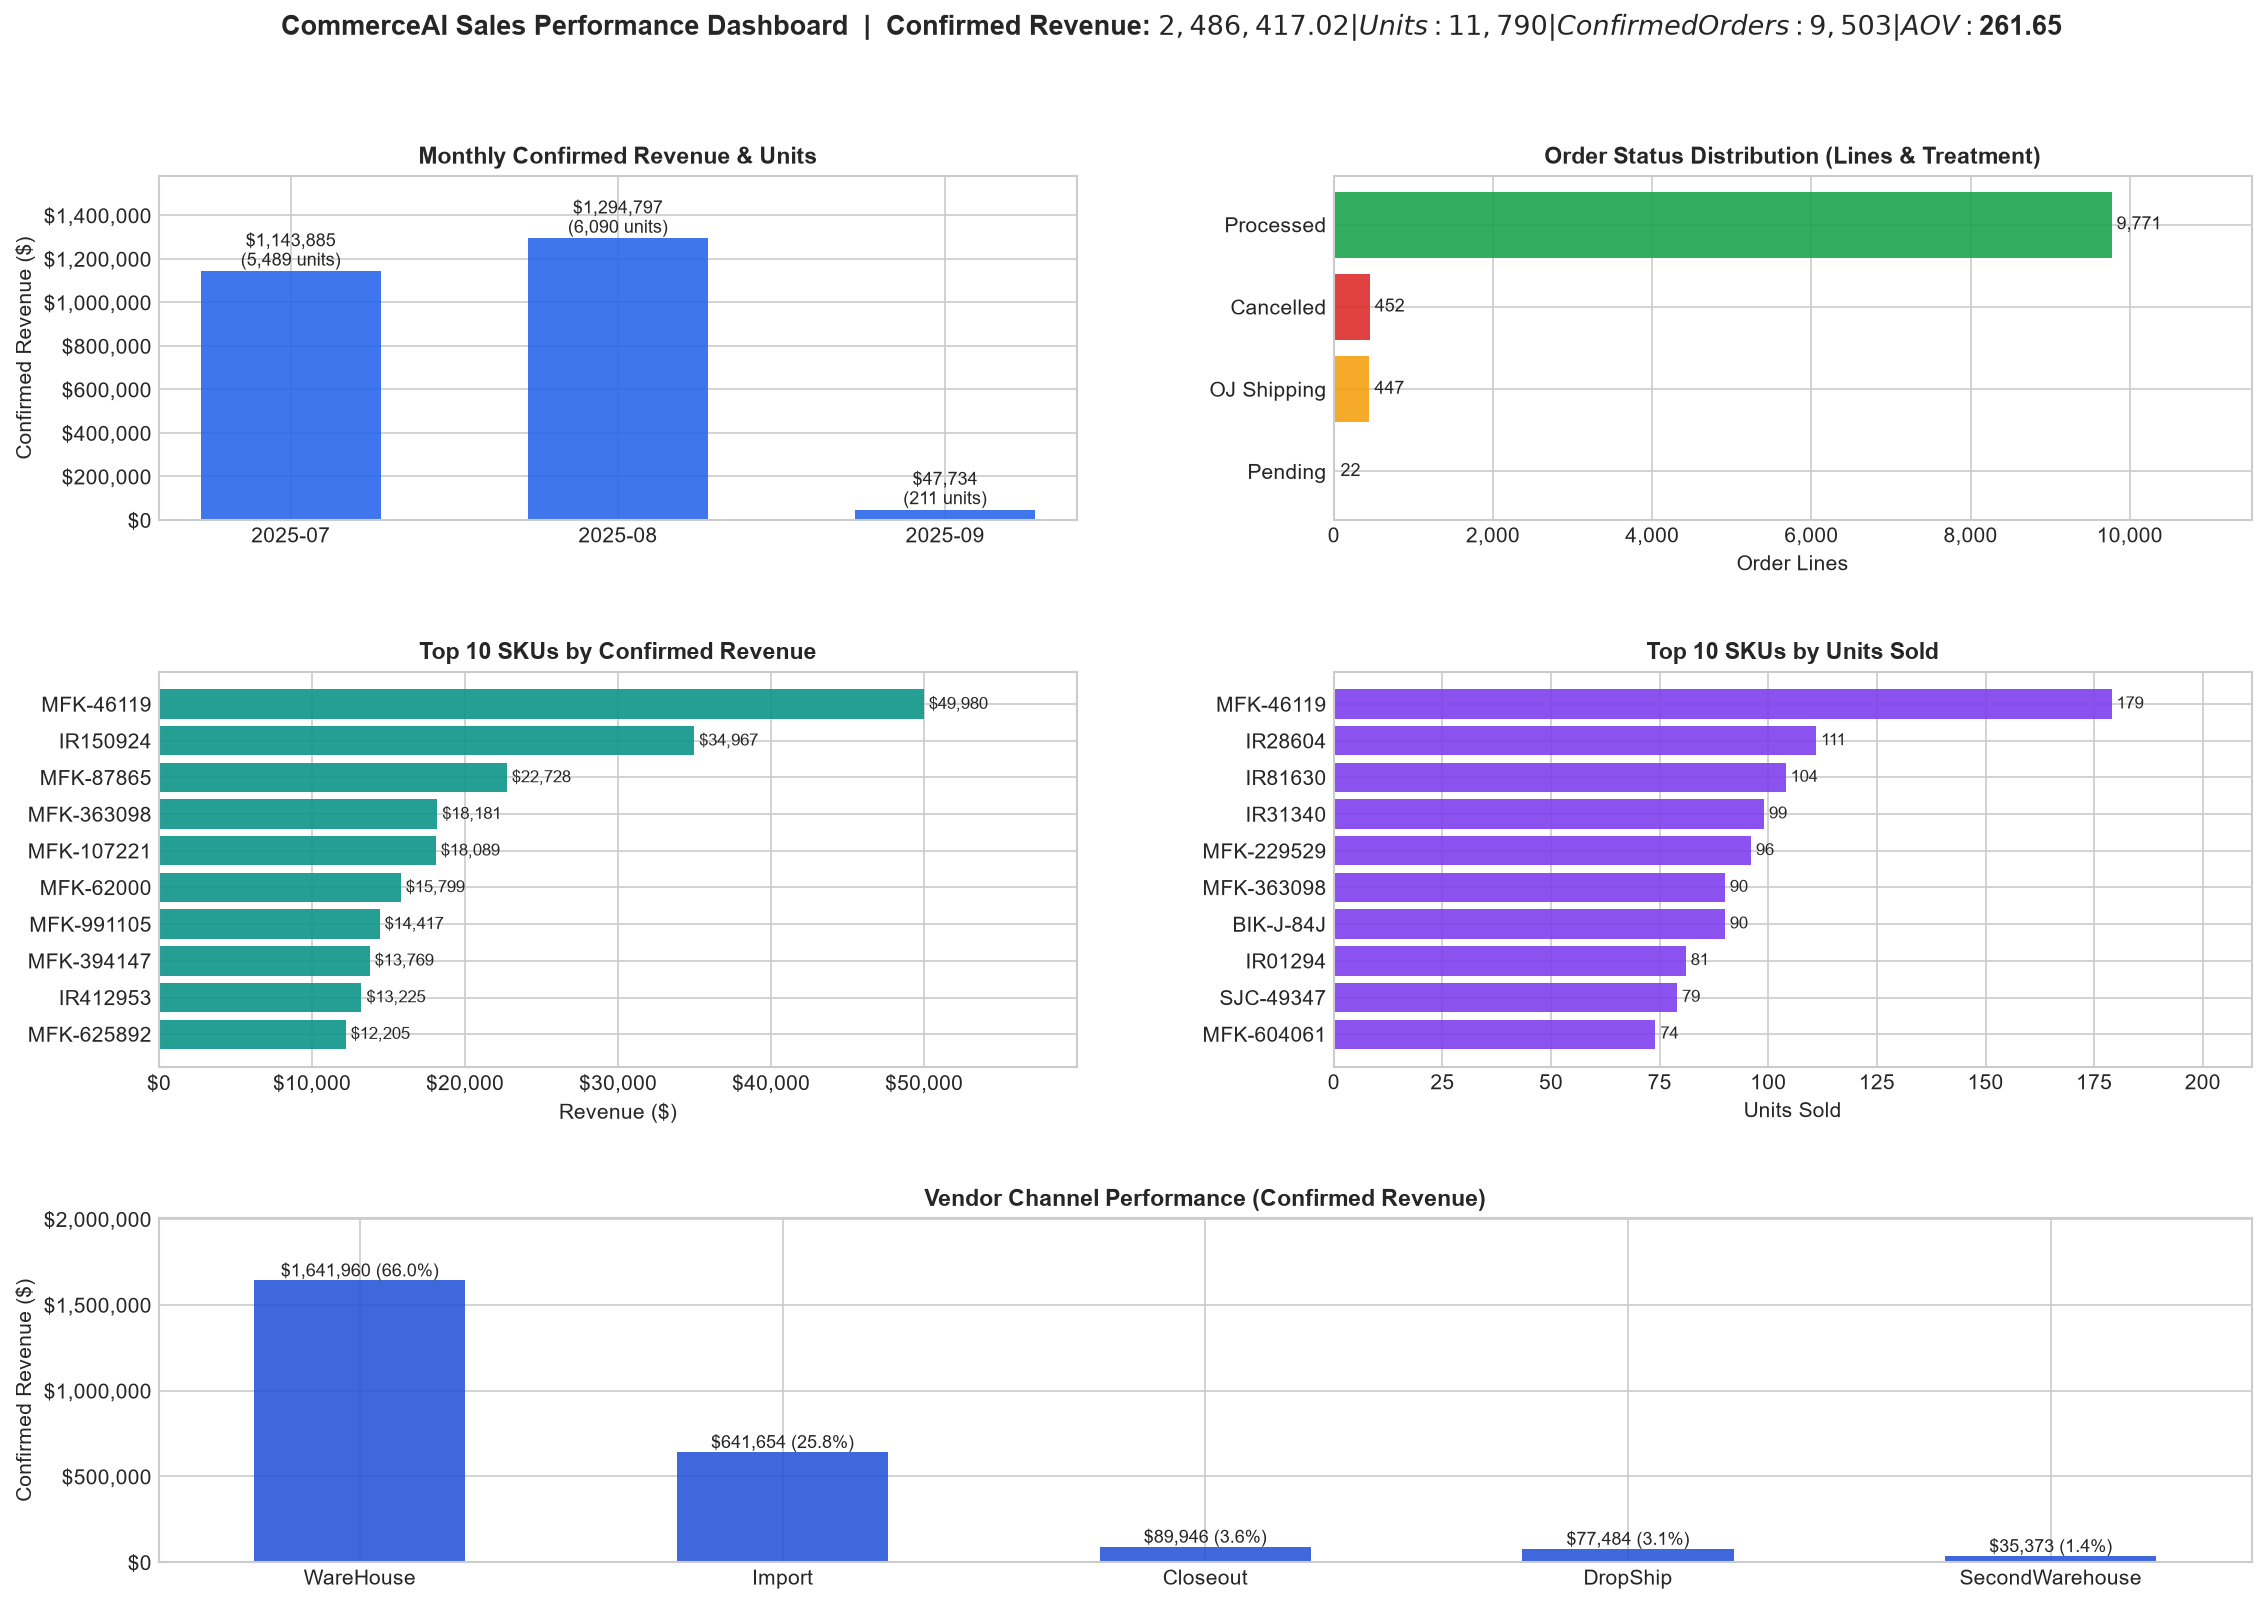 CommerceAI Sales Performance Dashboard | Confirmed Revenue: 2,486,417.02|Units:11,790|ConfirmedOrders:9,503|AOV:261.65
Monthly Confirmed Revenue & Units
Confirmed Revenue ($)
$1,400,000
$1,200,000
$1,000,000
$800,000
$600,000
$400,000
$200,000
$0
$1,143,885
(5,489 units)
$1,294,797
(6,090 units)
$47,734
(211 units)
2025-07
2025-08
2025-09
Order Status Distribution (Lines & Treatment)
Processed
9,771
Cancelled
452
OJ Shipping
447
Pending
22
0
2,000
4,000
6,000
8,000
10,000
Order Lines
Top 10 SKUs by Confirmed Revenue
MFK-46119
$49,980
IR150924
$34,967
MFK-87865
$22,728
MFK-363098
$18,181
MFK-107221
$18,089
MFK-62000
$15,799
MFK-991105
$14,417
MFK-394147
$13,769
IR412953
$13,225
MFK-625892
$12,205
$0
$10,000
$20,000
$30,000
$40,000
$50,000
Revenue ($)
Top 10 SKUs by Units Sold
MFK-46119
179
IR28604
111
IR81630
104
IR31340
99
MFK-229529
96
MFK-363098
90
BIK-J-84J
90
IR01294
81
SJC-49347
79
MFK-604061
74
0
25
50
75
100
125
150
175
200
Units Sold
Vendor Channel Performance (Confirmed Revenue)
Confirmed Revenue ($)
$2,000,000
$1,500,000
$1,000,000
$500,000
$0
$1,641,960 (66.0%)
$641,654 (25.8%)
$89,946 (3.6%)
$77,484 (3.1%)
$35,373 (1.4%)
WareHouse
Import
Closeout
DropShip
SecondWarehouse